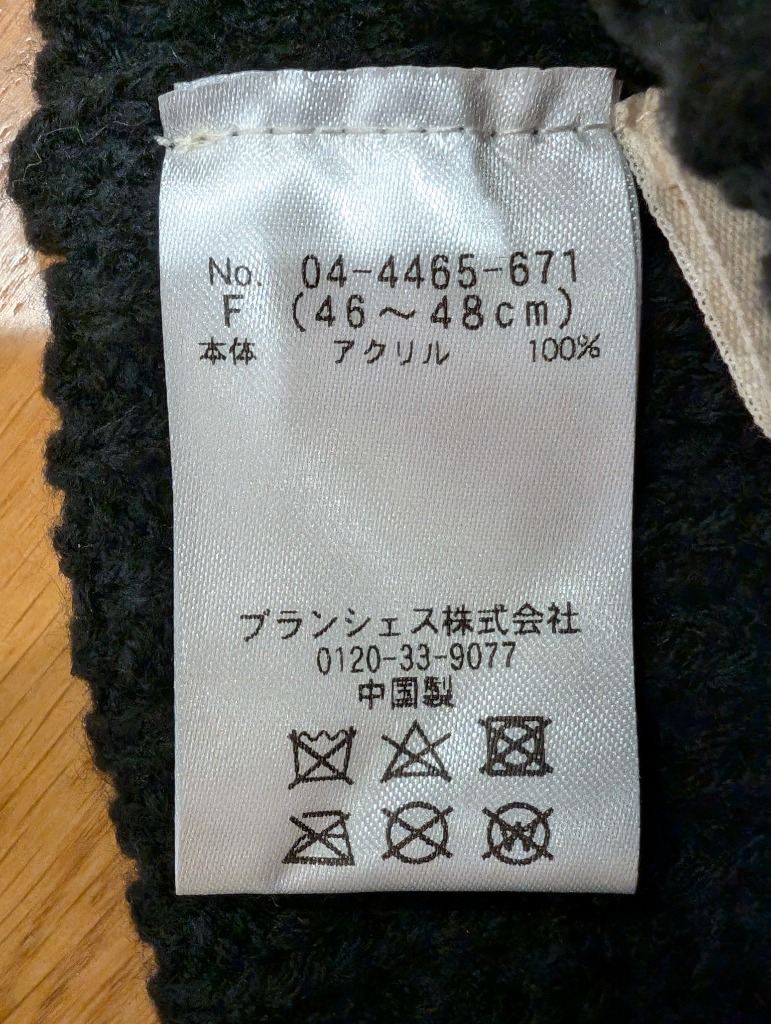 No. 04-4465-671
F (46～48cm)
本体 アクリル 100%
ブランシェス株式会社
0120-33-9077
中国製
W